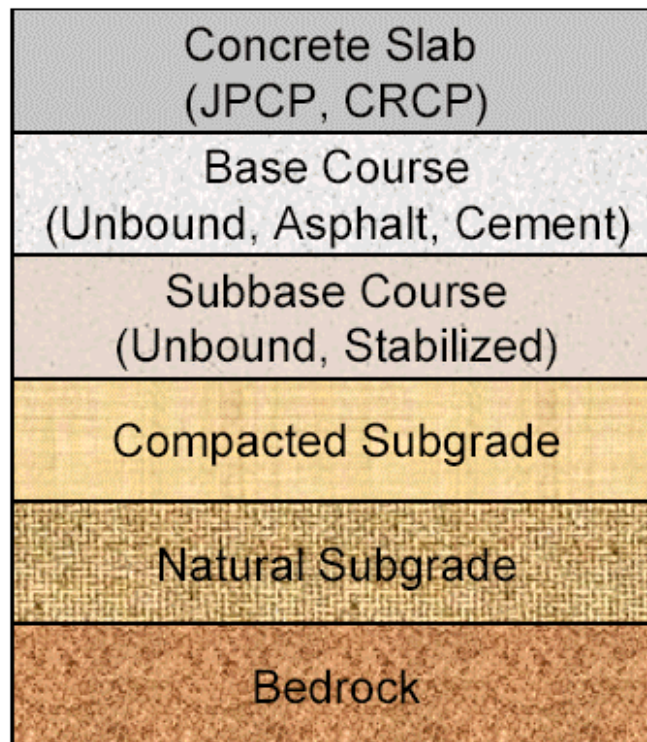 Concrete Slab
(JPCP, CRCP)
Base Course
(Unbound, Asphalt, Cement)
Subbase Course
(Unbound, Stabilized)
Compacted Subgrade
Natural Subgrade
Bedrock